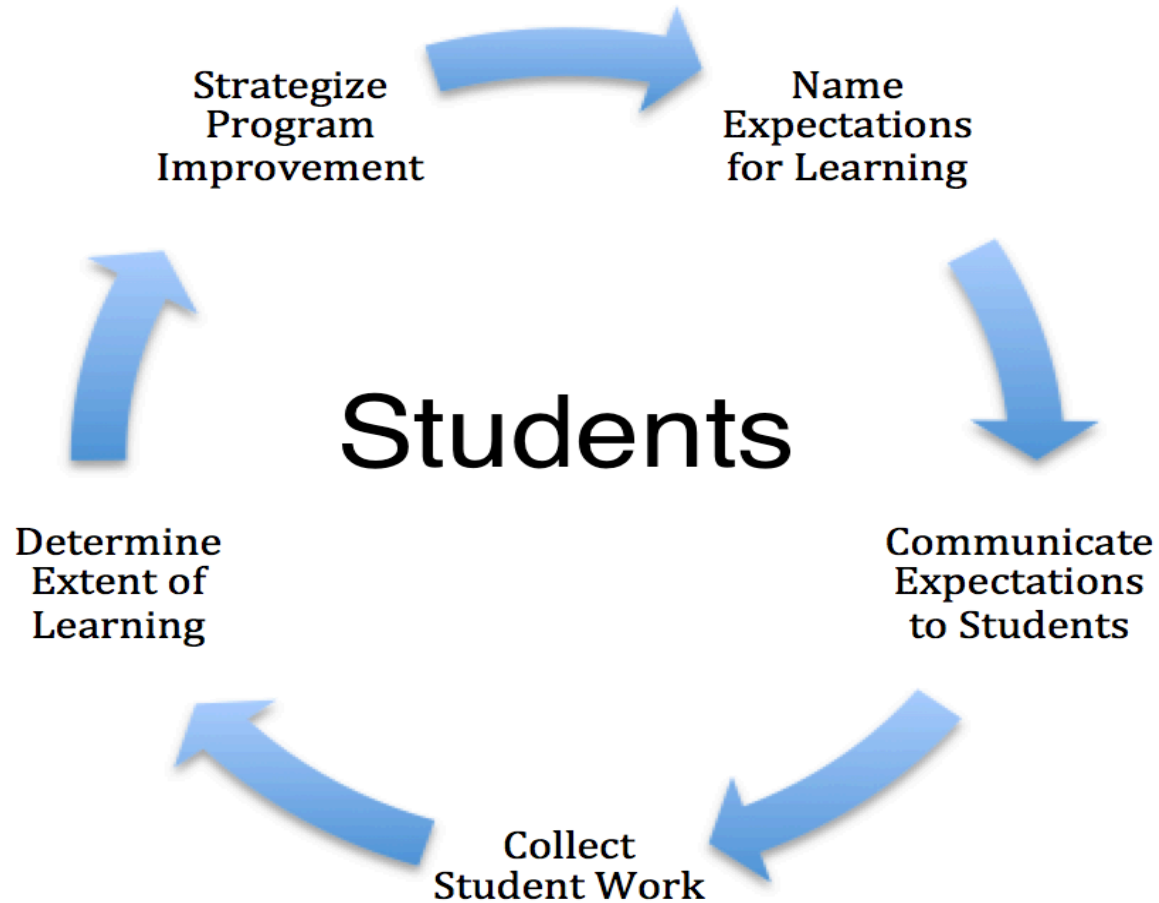 Strategize
Program
Improvement
Name
Expectations
for Learning
Students
Determine
Extent of
Learning
Communicate
Expectations
to Students
Collect
Student Work